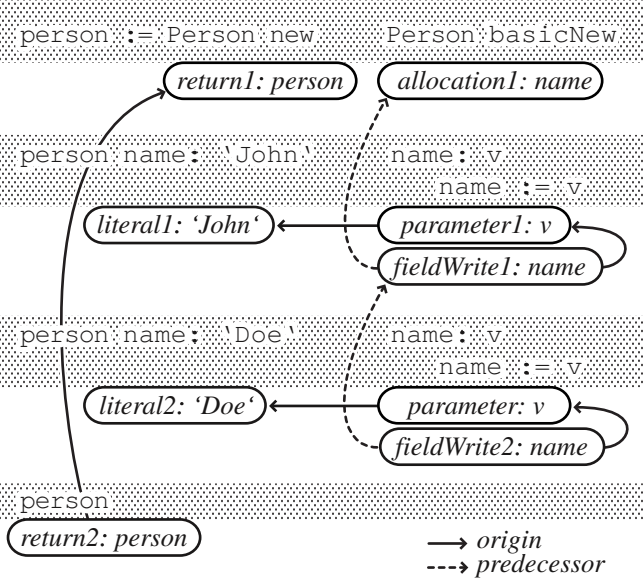 person := Person new    Person basicNew
return1: person    allocation1: name
person name: ‘John‘    name: v
name := v
literal1: ‘John‘    parameter1: v
fieldWrite1: name
person name: ‘Doe‘    name: v
name := v
literal2: ‘Doe‘    parameter: v
fieldWrite2: name
person
return2: person
origin
predecessor